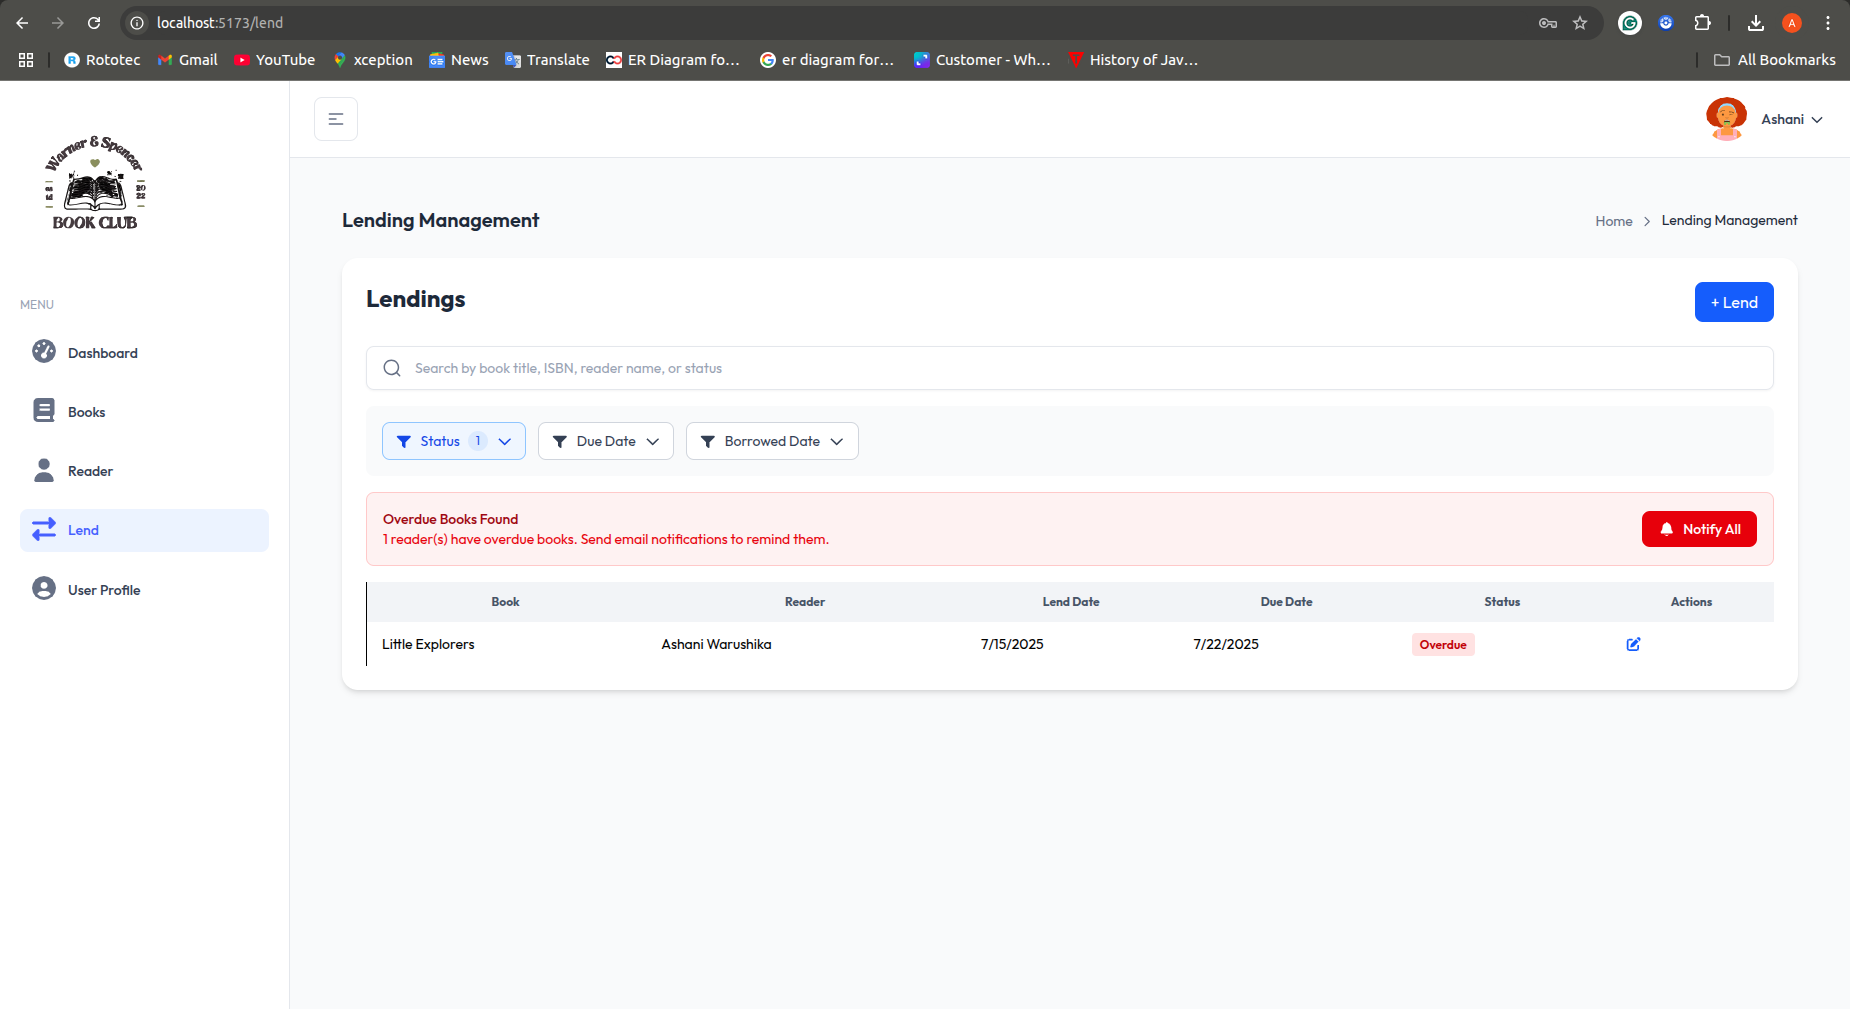 localhost:5173/lend
A
Rototec
Gmail
YouTube
xception
News
Translate
ER Diagram fo...
er diagram for...
Customer - Wh...
History of Jav...
All Bookmarks
Warner & Spencer
20
22
BOOK CLUB
Ashani
Lending Management
Home > Lending Management
MENU
Dashboard
Books
Reader
Lend
User Profile
Lendings
+ Lend
Search by book title, ISBN, reader name, or status
Status 1
Due Date
Borrowed Date
Overdue Books Found
1 reader(s) have overdue books. Send email notifications to remind them.
Notify All
Book Reader Lend Date Due Date Status Actions
Little Explorers Ashani Warushika 7/15/2025 7/22/2025 Overdue